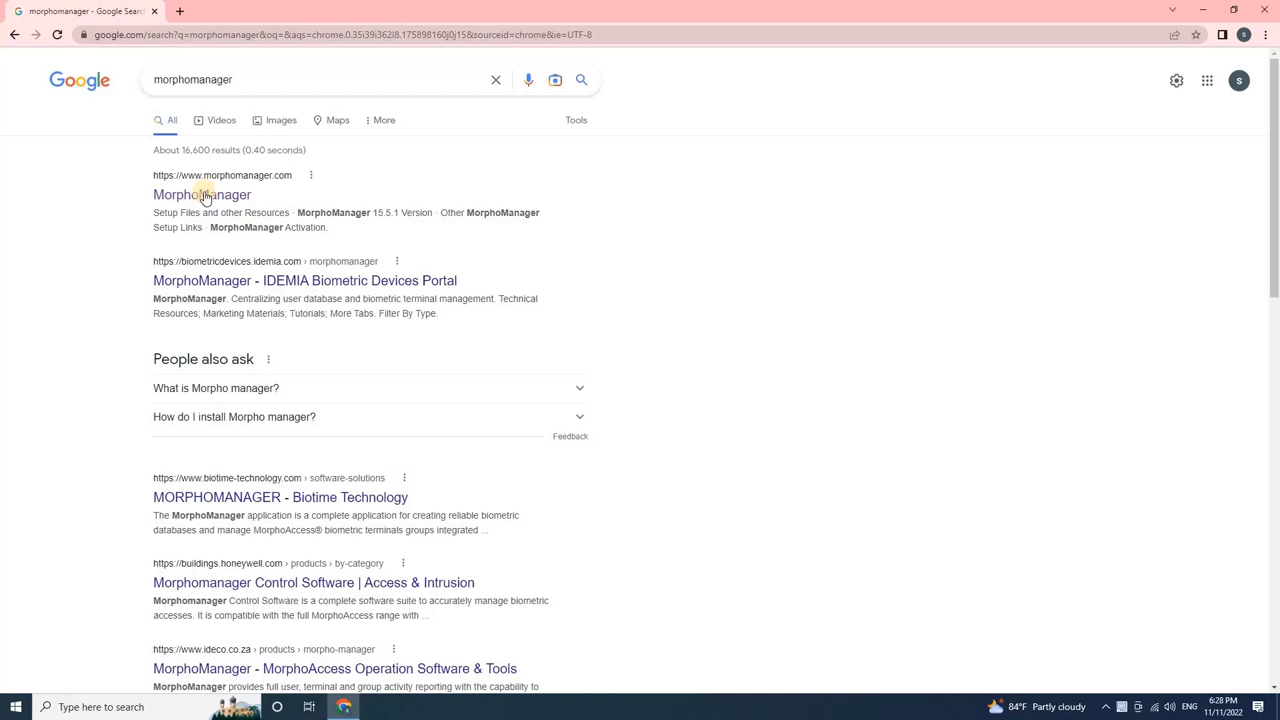 morphomanager - Google Search
google.com/search?q=morphomanager&oq=&aqs=chrome.0.35i39i362l8.175898160j0j15&sourceid=chrome&ie=UTF-8
S
Google
morphomanager
S
All
Videos
Images
Maps
More
Tools
About 16,600 results (0.40 seconds)
https://www.morphomanager.com
MorphoManager
Setup Files and other Resources · MorphoManager 15.5.1 Version · Other MorphoManager
Setup Links · MorphoManager Activation.
https://biometricdevices.idemia.com › morphomanager
MorphoManager - IDEMIA Biometric Devices Portal
MorphoManager. Centralizing user database and biometric terminal management. Technical
Resources; Marketing Materials; Tutorials; More Tabs. Filter By Type.
People also ask
What is Morpho manager?
How do I install Morpho manager?
Feedback
https://www.biotime-technology.com › software-solutions
MORPHOMANAGER - Biotime Technology
The MorphoManager application is a complete application for creating reliable biometric
databases and manage MorphoAccess® biometric terminals groups integrated ...
https://buildings.honeywell.com › products › by-category
Morphomanager Control Software | Access & Intrusion
Morphomanager Control Software is a complete software suite to accurately manage biometric
accesses. It is compatible with the full MorphoAccess range with ...
https://www.ideco.co.za › products › morpho-manager
MorphoManager - MorphoAccess Operation Software & Tools
MorphoManager provides full user, terminal and group activity reporting with the capability to
Type here to search
84°F Partly cloudy
ENG
6:28 PM
11/11/2022